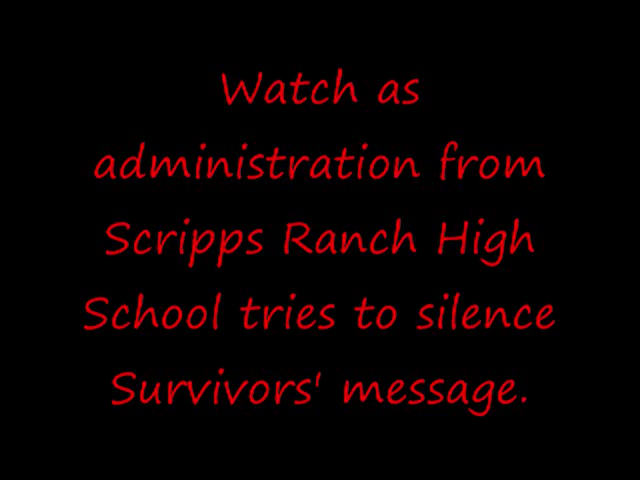 Watch as
administration from
Scripps Ranch High
School tries to silence
Survivors' message.